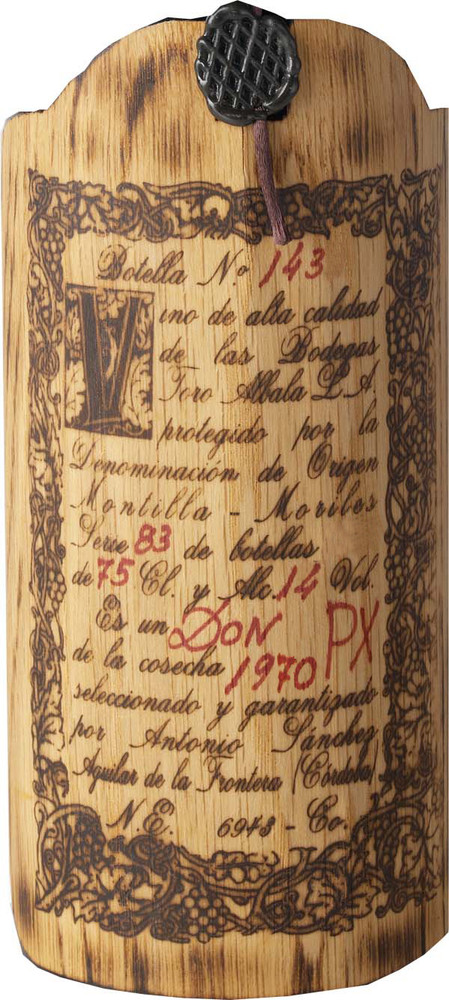 Botella Nº 143
Vino de alta calidad
de las Bodegas
Toro Albala S.A.
protegido por la
Denominación de Origen
Montilla - Moriles
Serie 83 de botellas
de 75 Cl. y Alc. 14 Vol.
Es un DON PX
de la cosecha 1970
seleccionado y garantizado
por Antonio Sánchez
Aguilar de la Frontera (Córdoba)
N.E. 6943 - Co.